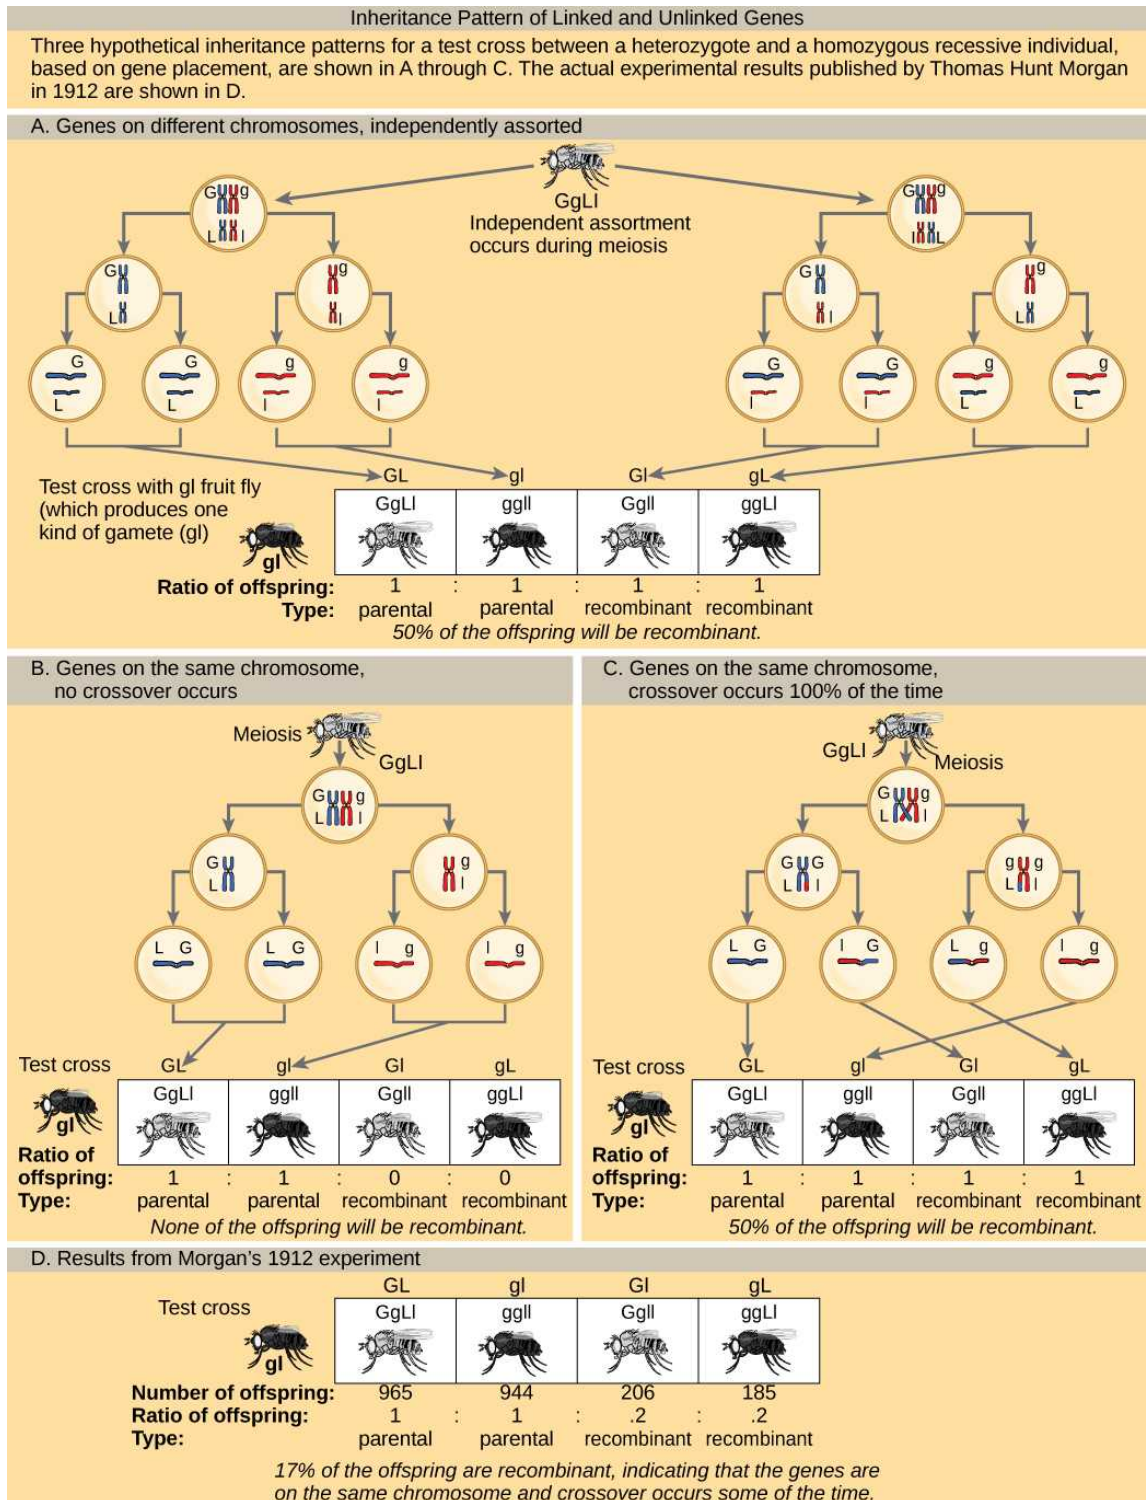 Inheritance Pattern of Linked and Unlinked Genes
Three hypothetical inheritance patterns for a test cross between a heterozygote and a homozygous recessive individual,
based on gene placement, are shown in A through C. The actual experimental results published by Thomas Hunt Morgan
in 1912 are shown in D.
A. Genes on different chromosomes, independently assorted
GgLl
Independent assortment
occurs during meiosis
G g
L l
G g
l L
G
L
g
l
G
l
g
L
G G g g
L L l l
G G g g
l l L L
GL gl Gl gL
Test cross with gl fruit fly
(which produces one
kind of gamete (gl)
gl
GgLl ggll Ggll ggLl
Ratio of offspring: 1 : 1 : 1 : 1
Type: parental parental recombinant recombinant
50% of the offspring will be recombinant.
B. Genes on the same chromosome,
no crossover occurs
Meiosis
GgLl
G g
L l
G
L
g
l
L G L G l g l g
Test cross GL gl Gl gL
gl
GgLl ggll Ggll ggLl
Ratio of
offspring: 1 : 1 : 0 : 0
Type: parental parental recombinant recombinant
None of the offspring will be recombinant.
C. Genes on the same chromosome,
crossover occurs 100% of the time
GgLl
Meiosis
G g
L l
G G
L l
g g
L l
L G l G L g l g
Test cross GL gl Gl gL
gl
GgLl ggll Ggll ggLl
Ratio of
offspring: 1 : 1 : 1 : 1
Type: parental parental recombinant recombinant
50% of the offspring will be recombinant.
D. Results from Morgan's 1912 experiment
GL gl Gl gL
Test cross
gl
GgLl ggll Ggll ggLl
Number of offspring: 965 944 206 185
Ratio of offspring: 1 : 1 : .2 : .2
Type: parental parental recombinant recombinant
17% of the offspring are recombinant, indicating that the genes are
on the same chromosome and crossover occurs some of the time.